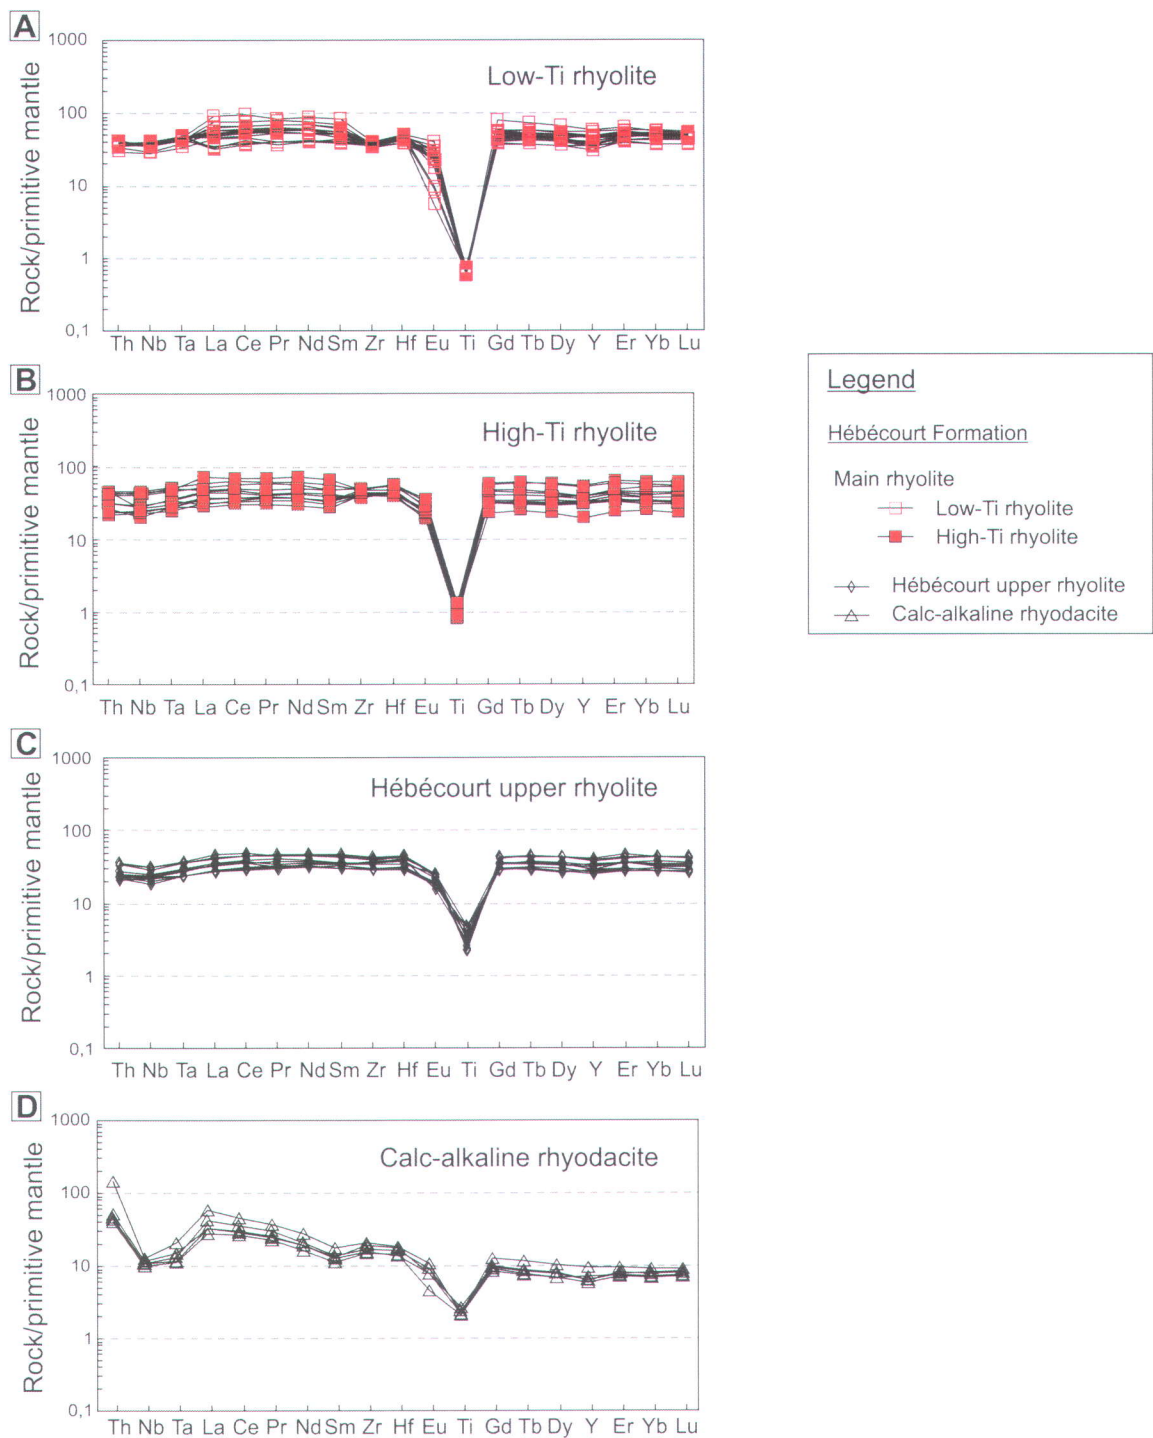 A
Rock/primitive mantle
1000
100
10
1
0,1
Low-Ti rhyolite
Th Nb Ta La Ce Pr Nd Sm Zr Hf Eu Ti Gd Tb Dy Y Er Yb Lu
B
Rock/primitive mantle
1000
100
10
1
0,1
High-Ti rhyolite
Th Nb Ta La Ce Pr Nd Sm Zr Hf Eu Ti Gd Tb Dy Y Er Yb Lu
Legend
Hébécourt Formation
Main rhyolite
Low-Ti rhyolite
High-Ti rhyolite
Hébécourt upper rhyolite
Calc-alkaline rhyodacite
C
Rock/primitive mantle
1000
100
10
1
0,1
Hébécourt upper rhyolite
Th Nb Ta La Ce Pr Nd Sm Zr Hf Eu Ti Gd Tb Dy Y Er Yb Lu
D
Rock/primitive mantle
1000
100
10
1
0,1
Calc-alkaline rhyodacite
Th Nb Ta La Ce Pr Nd Sm Zr Hf Eu Ti Gd Tb Dy Y Er Yb Lu